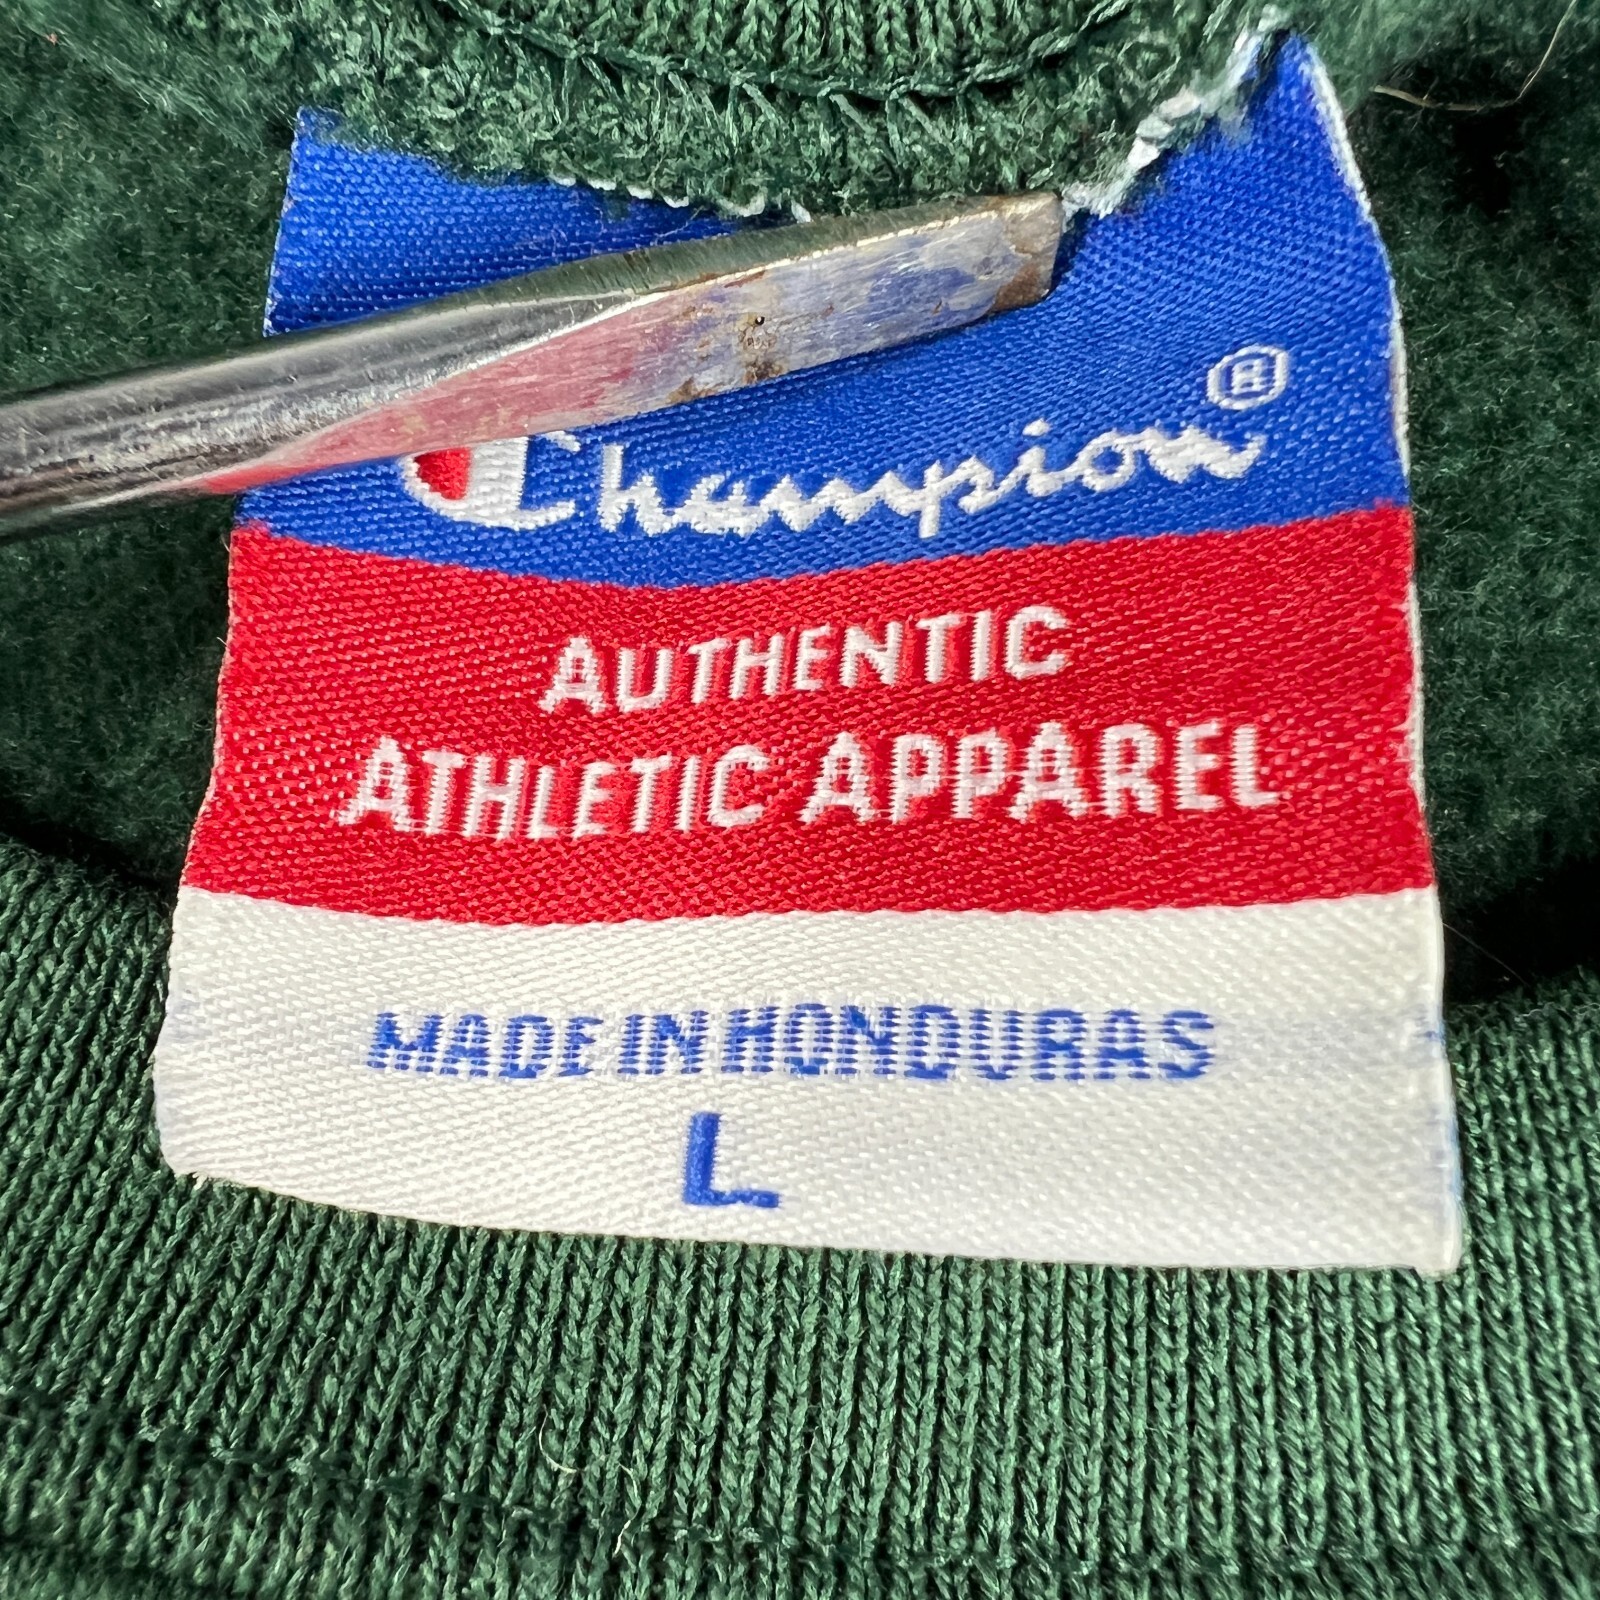 Champion®
AUTHENTIC
ATHLETIC APPAREL
MADE IN HONDURAS
L